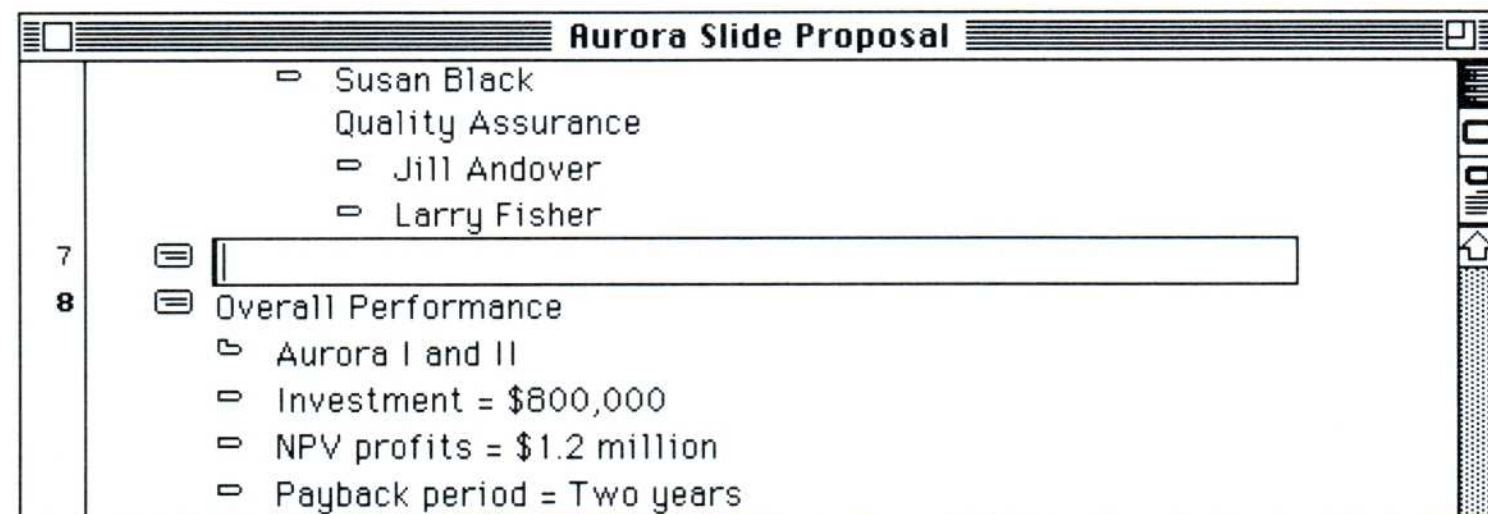 Aurora Slide Proposal
Susan Black
Quality Assurance
Jill Andover
Larry Fisher
7
8 Overall Performance
Aurora I and II
Investment = $800,000
NPV profits = $1.2 million
Payback period = Two years